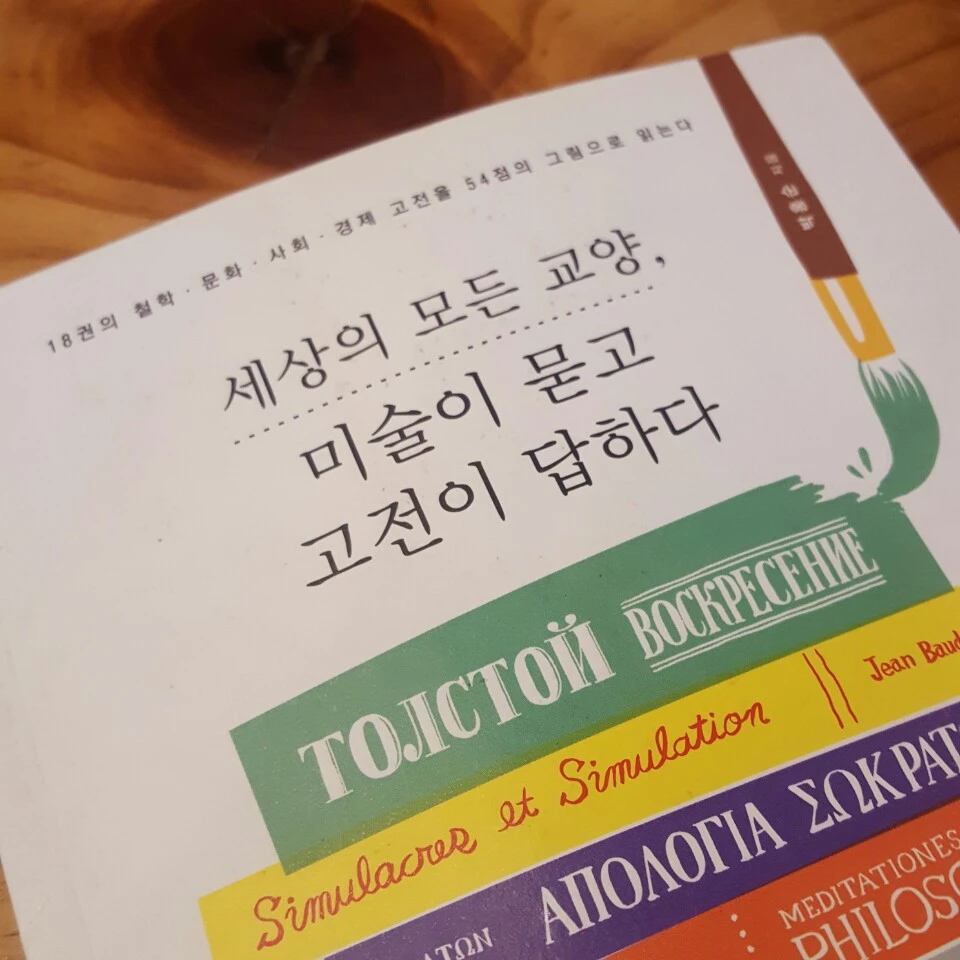 18권의 철학·문화·사회·경제 고전을 54점의 그림으로 읽는다
세상의 모든 교양,
미술이 묻고
고전이 답하다
ТОЛСТОЙ ВОСКРЕСЕНИЕ
Simulacres et Simulation || Jean Baud
ΑΤΩΝ ΑΠΟΛΟΓΙΑ ΣΩΚΡΑΤ
MEDITATIONES
PHILOSO